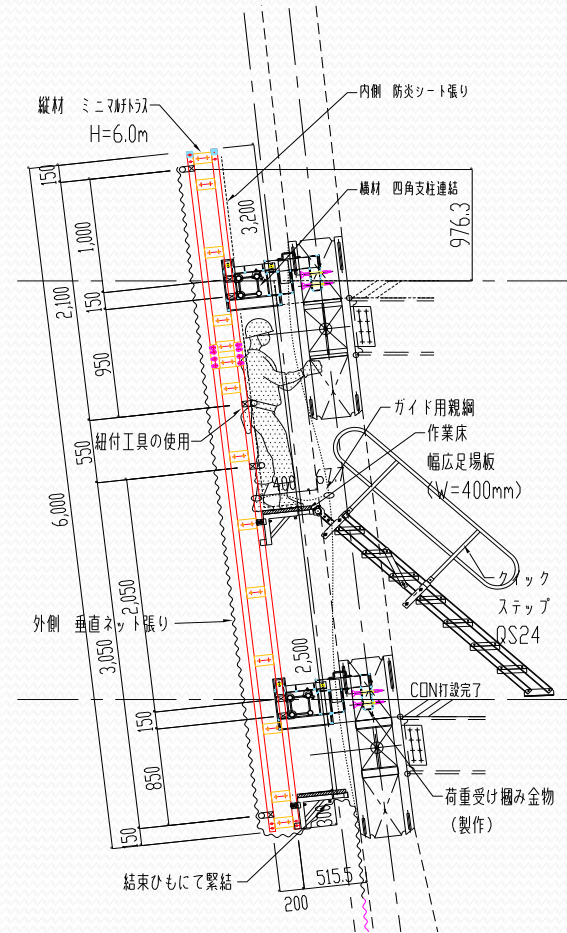 縦材 ミニマルチトラス
H=6.0m
内側 防炎シート張り
横材 四角支柱連結
150
3,200
976.3
1,000
2,100
150
950
紐付工具の使用
ガイド用親綱
作業床
幅広足場板
(W=400mm)
550
400
6,000
クイック
ステップ
QS24
2,050
外側 垂直ネット張り
3,050
2,500
CON打設完了
150
850
荷重受け掴み金物
(製作)
150
300
結束ひもにて緊結
515.5
200